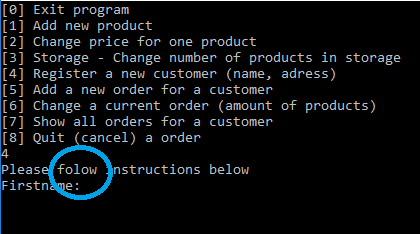 [0] Exit program
[1] Add new product
[2] Change price for one product
[3] Storage - Change number of products in storage
[4] Register a new customer (name, adress)
[5] Add a new order for a customer
[6] Change a current order (amount of products)
[7] Show all orders for a customer
[8] Quit (cancel) a order
4
Please folow instructions below
Firstname: